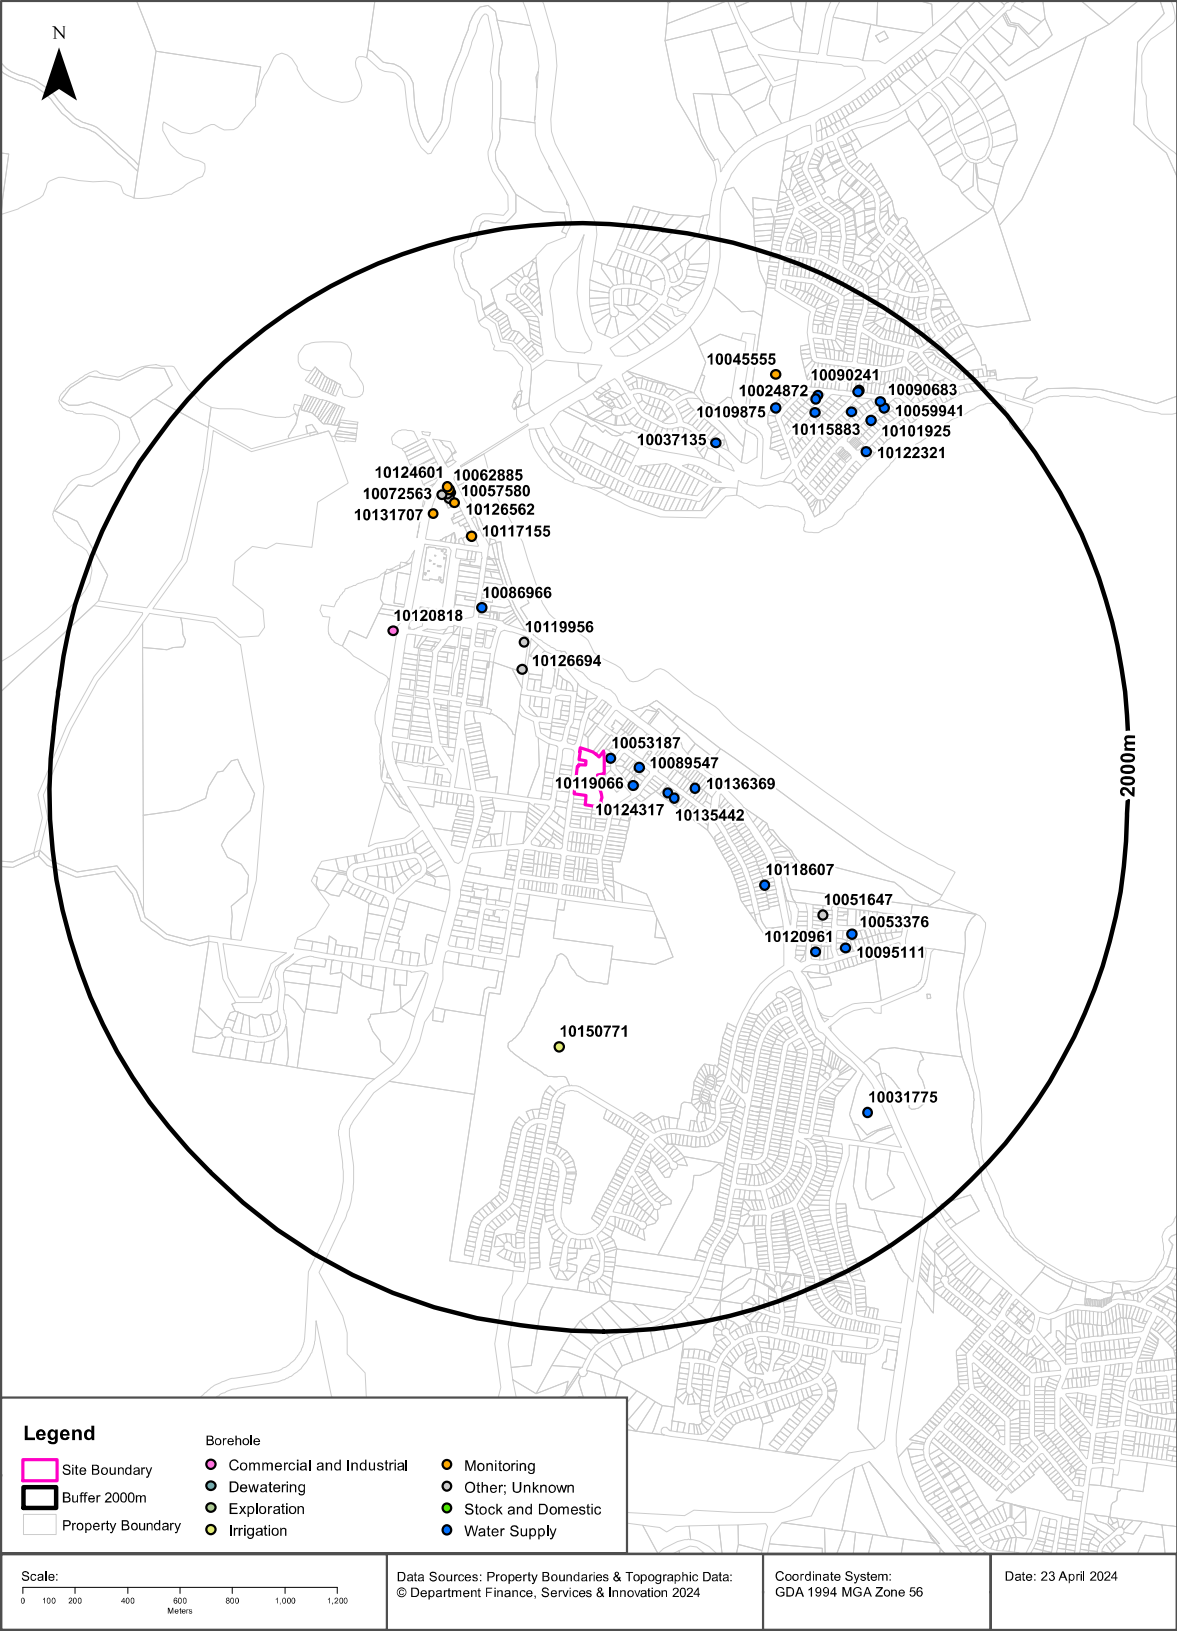 N
10045555
10090241
10024872
10090683
10109875
10059941
10115883
10101925
10037135
10122321
10124601
10062885
10072563
10057580
10131707
10126562
10117155
10086966
10120818
10119956
10126694
10053187
10089547
10119066
10136369
10124317
10135442
2000m
10118607
10051647
10053376
10120961
10095111
10150771
10031775
Legend
Site Boundary
Buffer 2000m
Property Boundary
Borehole
Commercial and Industrial
Dewatering
Exploration
Irrigation
Monitoring
Other; Unknown
Stock and Domestic
Water Supply
Scale:
0 100 200 400 600 800 1,000 1,200
Meters
Data Sources: Property Boundaries & Topographic Data:
© Department Finance, Services & Innovation 2024
Coordinate System:
GDA 1994 MGA Zone 56
Date: 23 April 2024